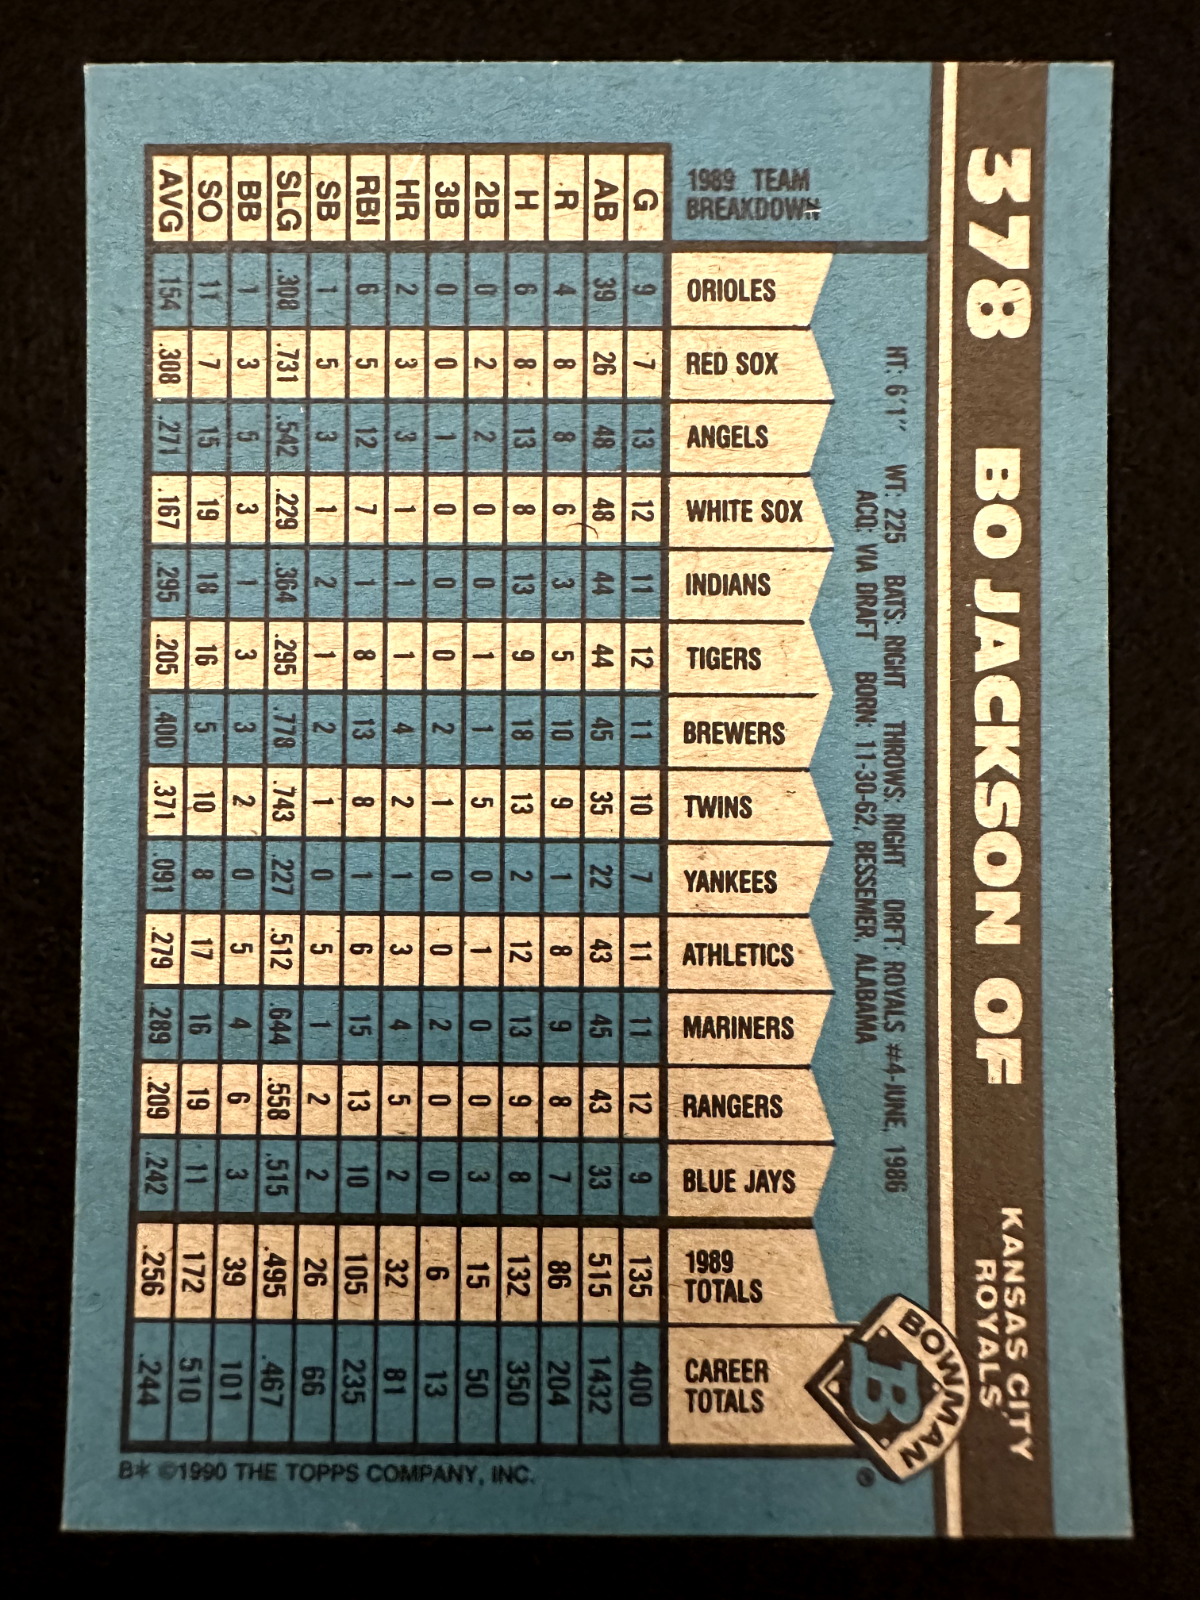 378 BO JACKSON OF KANSAS CITY
ROYALS
HT: 6'1" WT: 225 BATS: RIGHT THROWS: RIGHT DRFT: ROYALS #4-JUNE, 1986
ACQ: VIA DRAFT BORN: 11-30-62, BESSEMER, ALABAMA
BOWMAN
B
®
1989 TEAM
BREAKDOWN
G AB R H 2B 3B HR RBI SB SLG BB SO AVG
ORIOLES 9 39 4 6 0 0 2 6 1 .308 1 11 .154
RED SOX 7 26 8 8 2 0 3 5 5 .731 3 7 .308
ANGELS 13 48 8 13 2 1 3 12 3 .542 5 15 .271
WHITE SOX 12 48 6 8 0 0 1 7 1 .229 3 19 .167
INDIANS 11 44 3 13 0 0 1 1 2 .364 1 18 .295
TIGERS 12 44 5 9 1 0 1 8 1 .295 3 16 .205
BREWERS 11 45 10 18 1 2 4 13 2 .778 3 5 .400
TWINS 10 35 9 13 5 1 2 8 1 .743 2 10 .371
YANKEES 7 22 1 2 0 0 1 1 0 .227 0 8 .091
ATHLETICS 11 43 8 12 1 0 3 6 5 .512 5 17 .279
MARINERS 11 45 9 13 0 2 4 15 1 .644 4 16 .289
RANGERS 12 43 8 9 0 0 5 13 2 .558 6 19 .209
BLUE JAYS 9 33 7 8 3 0 2 10 2 .515 3 11 .242
1989
TOTALS 135 515 86 132 15 6 32 105 26 .495 39 172 .256
CAREER
TOTALS 400 1432 204 350 50 13 81 235 66 .467 101 510 .244
B* ©1990 THE TOPPS COMPANY, INC.